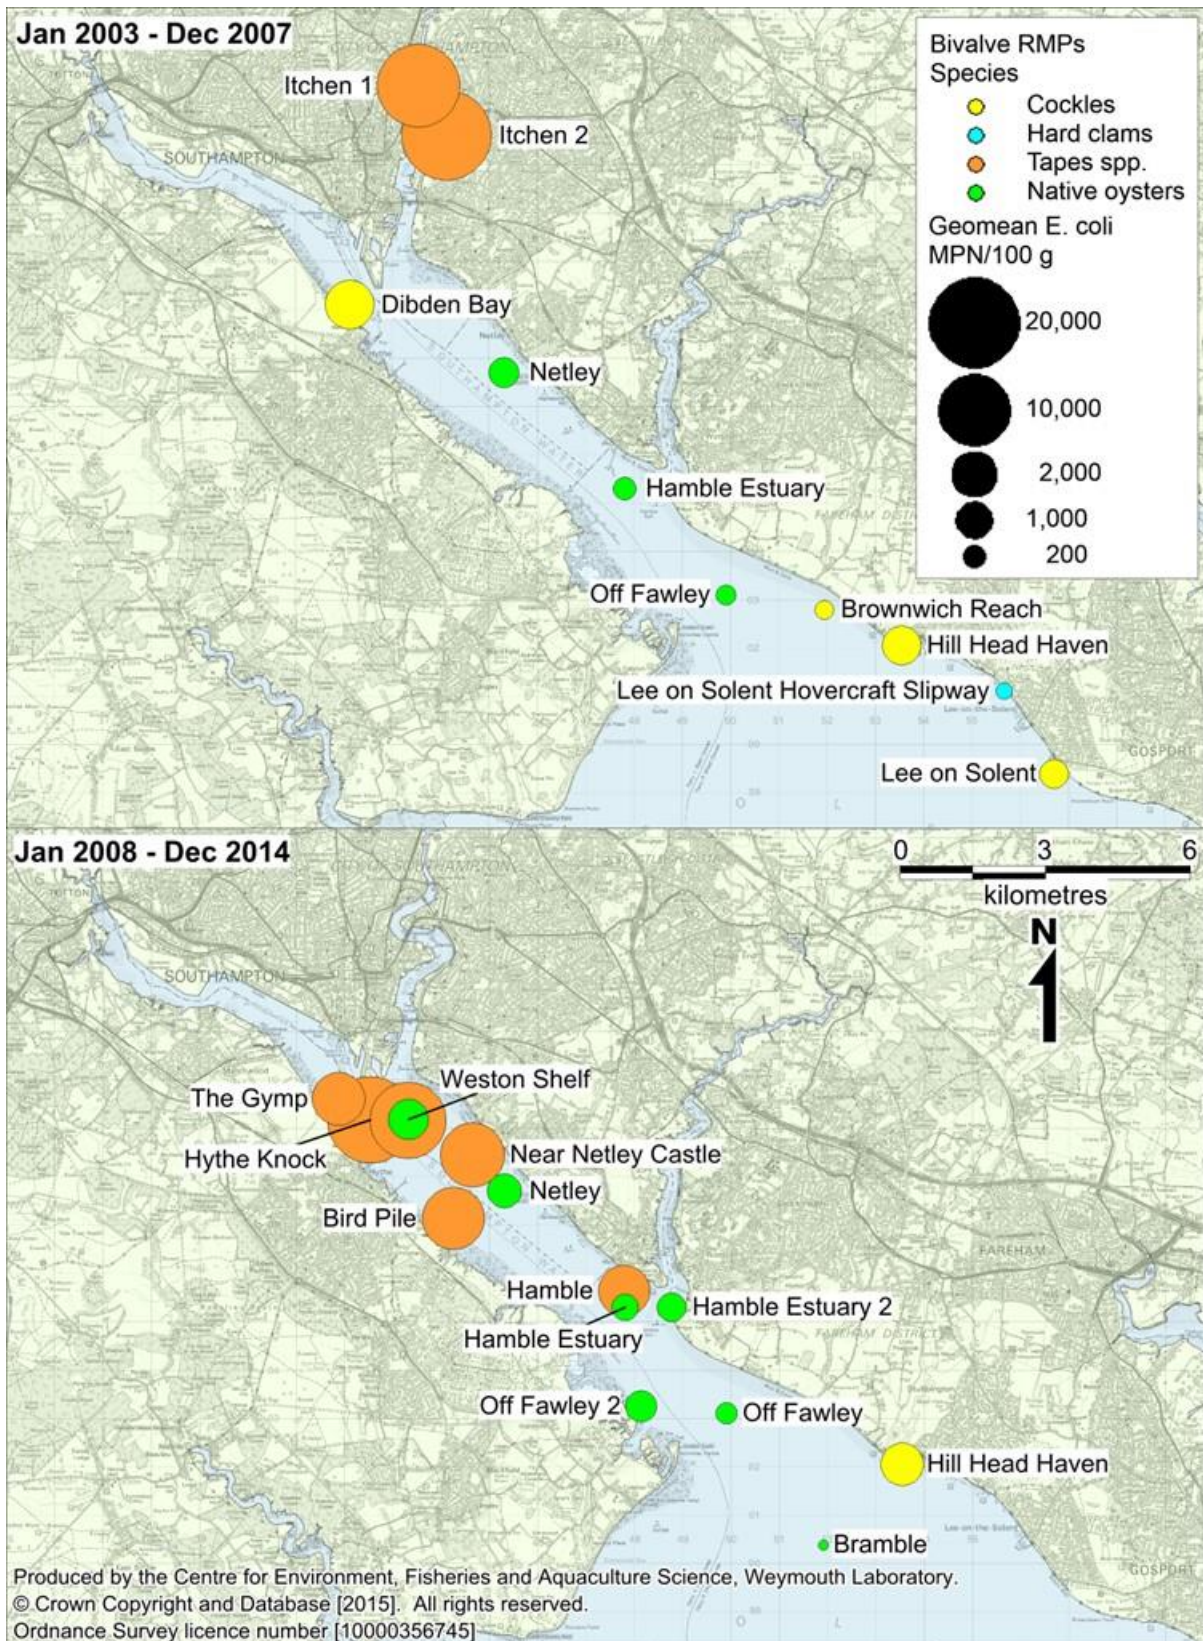 Jan 2003 - Dec 2007
Bivalve RMPs
Species
Cockles
Hard clams
Tapes spp.
Native oysters
Geomean E. coli
MPN/100 g
20,000
10,000
2,000
1,000
200
Itchen 1
Itchen 2
SOUTHAMPTON
Dibden Bay
Netley
Hamble Estuary
Off Fawley
Brownwich Reach
Hill Head Haven
Lee on Solent Hovercraft Slipway
GOSPORT
Lee on Solent
Jan 2008 - Dec 2014
0 3 6
kilometres
N
SOUTHAMPTON
Weston Shelf
The Gymp
Hythe Knock
Near Netley Castle
Netley
Bird Pile
FAREHAM
Hamble
Hamble Estuary 2
Hamble Estuary
Off Fawley 2
Off Fawley
Hill Head Haven
Bramble
GOSPORT
Produced by the Centre for Environment, Fisheries and Aquaculture Science, Weymouth Laboratory.
© Crown Copyright and Database [2015]. All rights reserved.
Ordnance Survey licence number [10000356745]